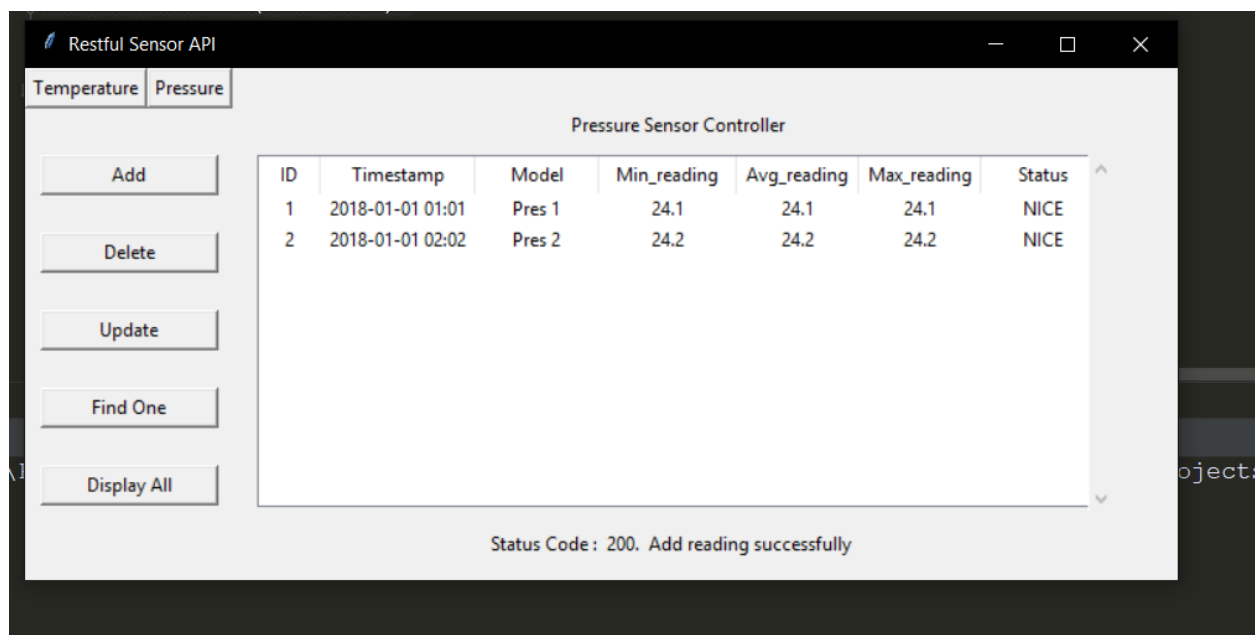 Restful Sensor API
Temperature Pressure
Pressure Sensor Controller
Add
Delete
Update
Find One
Display All
ID Timestamp Model Min_reading Avg_reading Max_reading Status
1 2018-01-01 01:01 Pres 1 24.1 24.1 24.1 NICE
2 2018-01-01 02:02 Pres 2 24.2 24.2 24.2 NICE
Status Code : 200. Add reading successfully